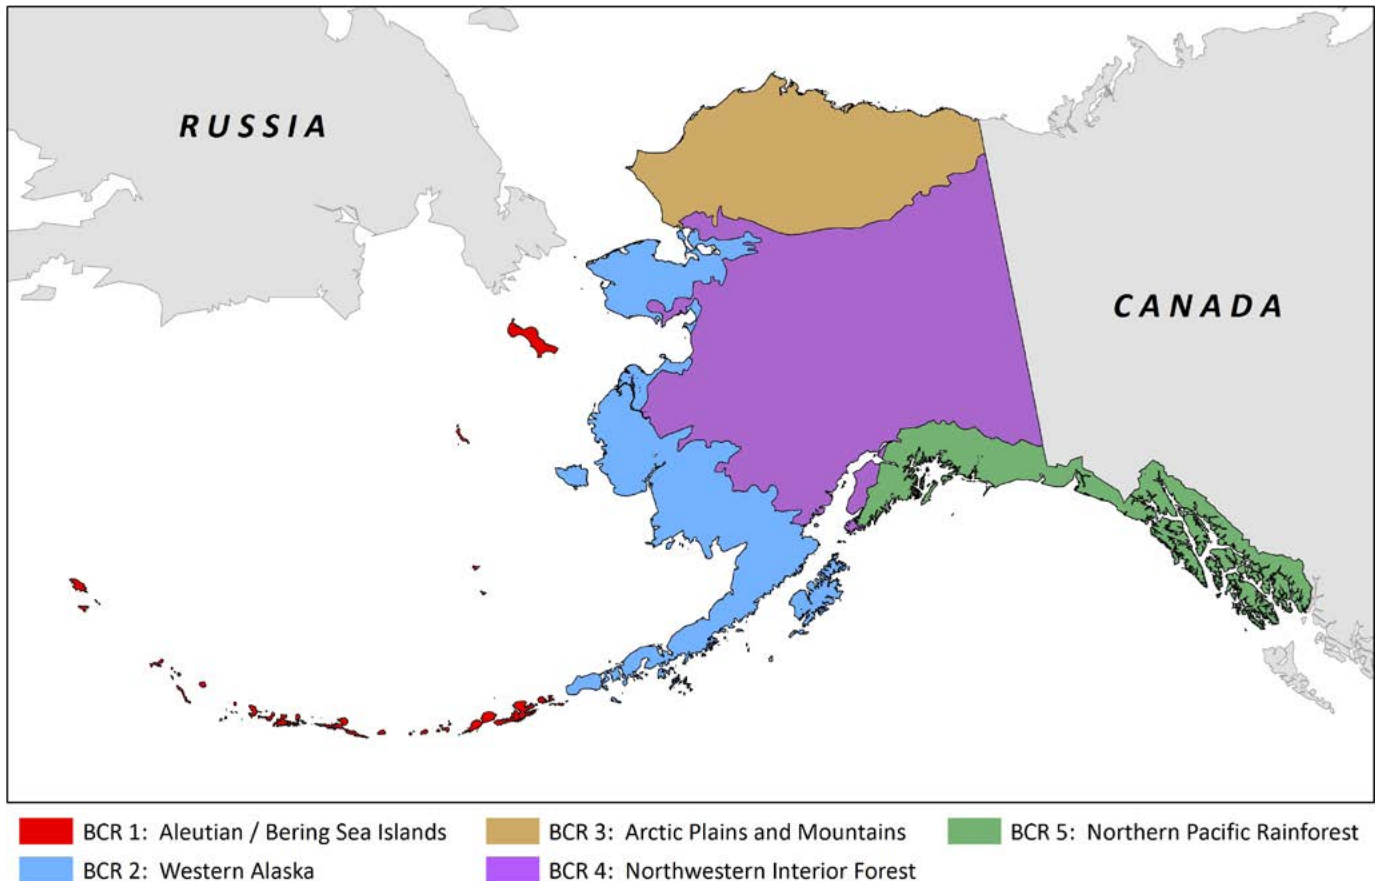 RUSSIA
CANADA
BCR 1: Aleutian / Bering Sea Islands
BCR 3: Arctic Plains and Mountains
BCR 5: Northern Pacific Rainforest
BCR 2: Western Alaska
BCR 4: Northwestern Interior Forest